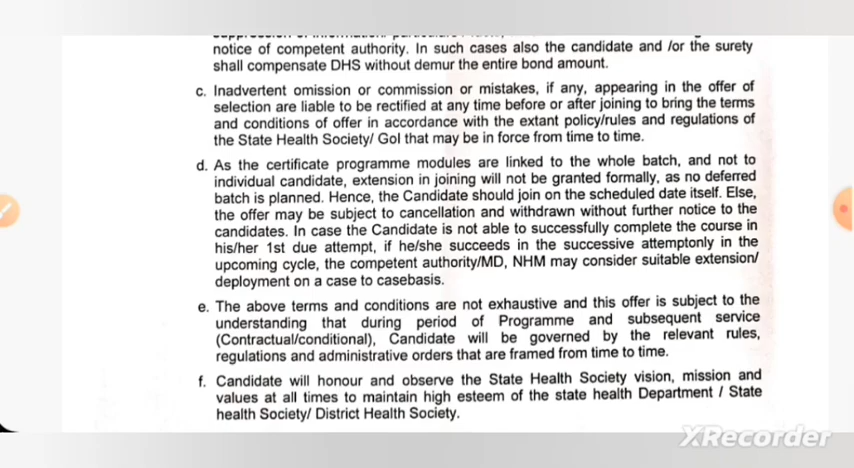 notice of competent authority. In such cases also the candidate and /or the surety
shall compensate DHS without demur the entire bond amount.
c. Inadvertent omission or commission or mistakes, if any, appearing in the offer of
selection are liable to be rectified at any time before or after joining to bring the terms
and conditions of offer in accordance with the extant policy/rules and regulations of
the State Health Society/ GoI that may be in force from time to time.
d. As the certificate programme modules are linked to the whole batch, and not to
individual candidate, extension in joining will not be granted formally, as no deferred
batch is planned. Hence, the Candidate should join on the scheduled date itself. Else,
the offer may be subject to cancellation and withdrawn without further notice to the
candidates. In case the Candidate is not able to successfully complete the course in
his/her 1st due attempt, if he/she succeeds in the successive attemptonly in the
upcoming cycle, the competent authority/MD, NHM may consider suitable extension/
deployment on a case to casebasis.
e. The above terms and conditions are not exhaustive and this offer is subject to the
understanding that during period of Programme and subsequent service
(Contractual/conditional), Candidate will be governed by the relevant rules,
regulations and administrative orders that are framed from time to time.
f. Candidate will honour and observe the State Health Society vision, mission and
values at all times to maintain high esteem of the state health Department / State
health Society/ District Health Society.
XRecorder